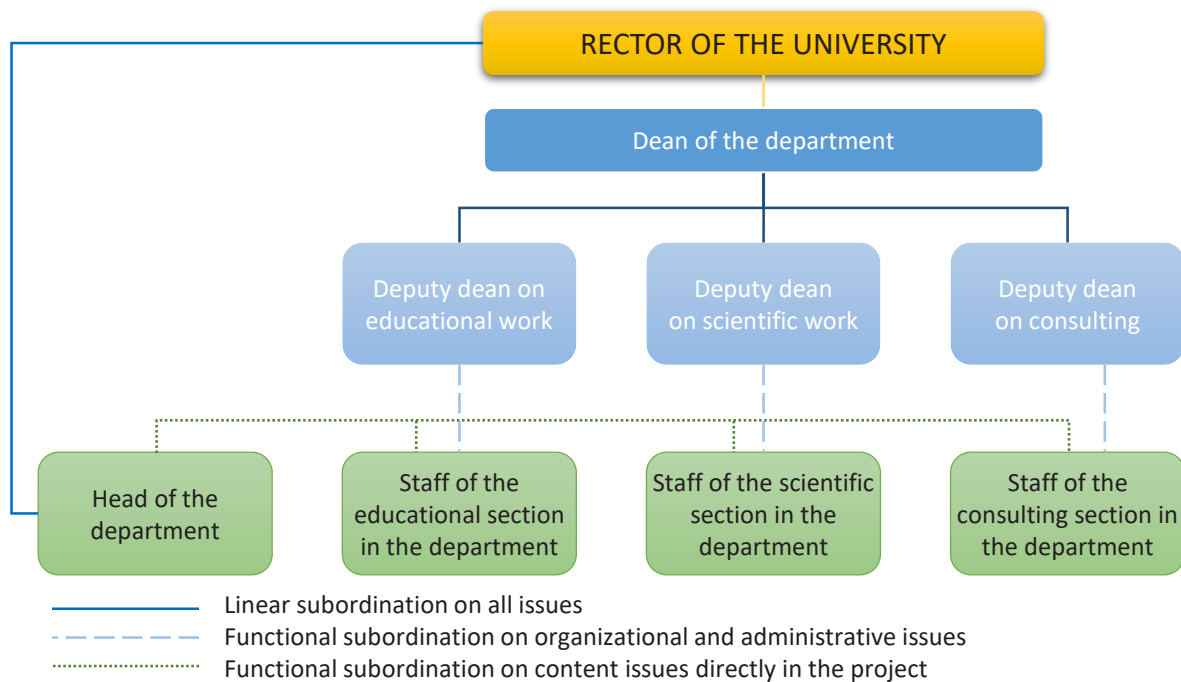 RECTOR OF THE UNIVERSITY
Dean of the department
Deputy dean on
educational work
Deputy dean
on scientific work
Deputy dean
on consulting
Head of the
department
Staff of the
educational section
in the department
Staff of the scientific
section in the
department
Staff of the
consulting section in
the department
Linear subordination on all issues
Functional subordination on organizational and administrative issues
Functional subordination on content issues directly in the project